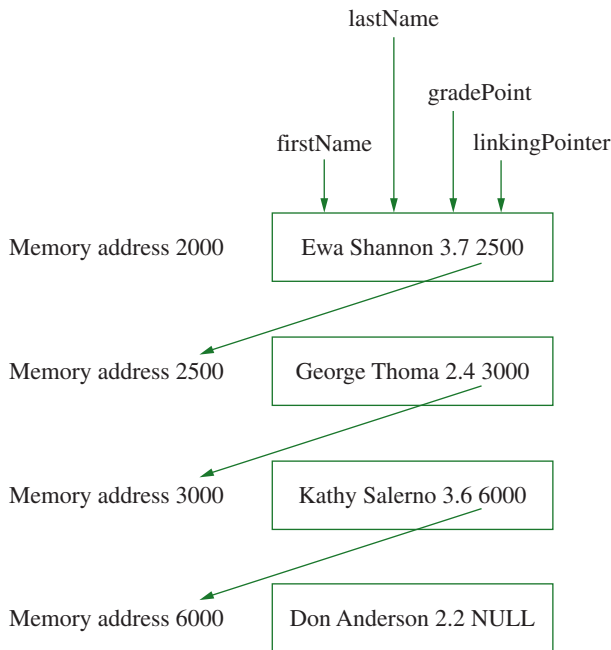 lastName
gradePoint
firstName
linkingPointer
Memory address 2000
Ewa Shannon 3.7 2500
Memory address 2500
George Thoma 2.4 3000
Memory address 3000
Kathy Salerno 3.6 6000
Memory address 6000
Don Anderson 2.2 NULL